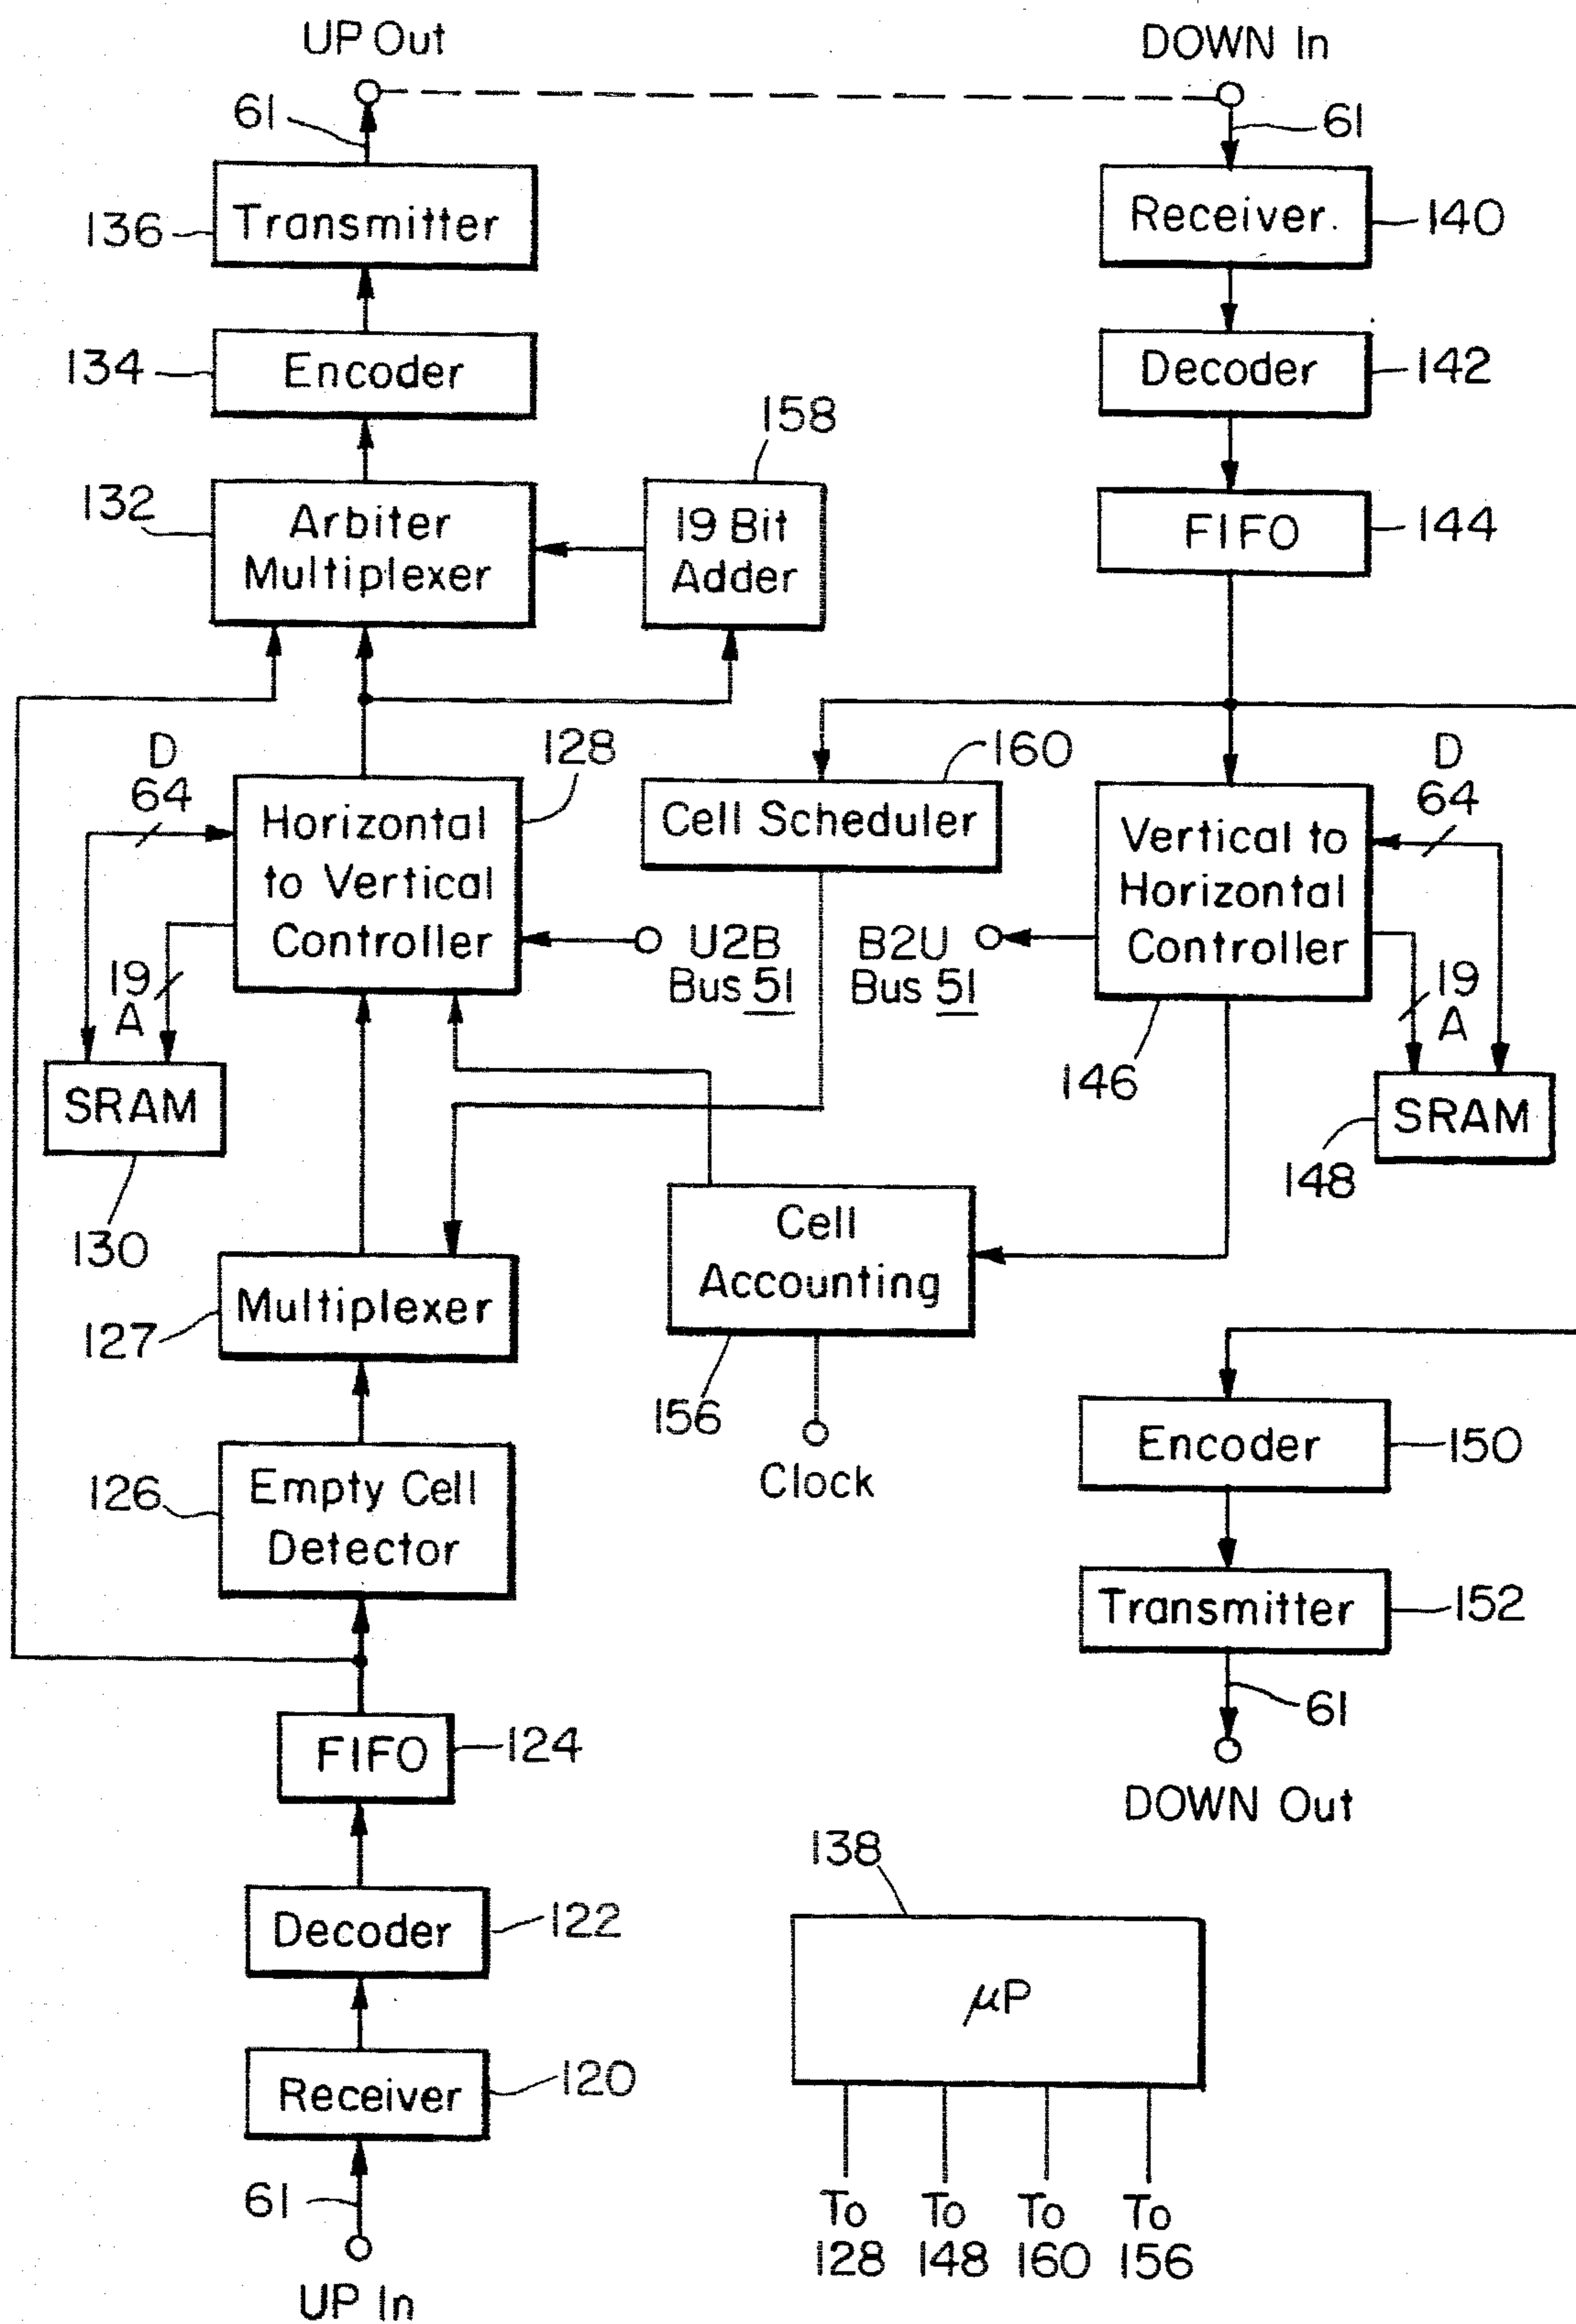 UP Out
DOWN In
61
61
Transmitter
136
Receiver.
140
Encoder
134
Decoder
142
158
132
Arbiter
Multiplexer
19 Bit
Adder
FIFO
144
D
64
128
160
D
64
Horizontal
to Vertical
Controller
Cell Scheduler
Vertical to
Horizontal
Controller
U2B
Bus 51
B2U
Bus 51
19
A
19
A
146
SRAM
130
SRAM
148
Cell
Accounting
Multiplexer
127
156
Clock
Encoder
150
126
Empty Cell
Detector
Transmitter
152
61
DOWN Out
FIFO
124
138
Decoder
122
μP
Receiver
120
61
To
128
To
148
To
160
To
156
UP In